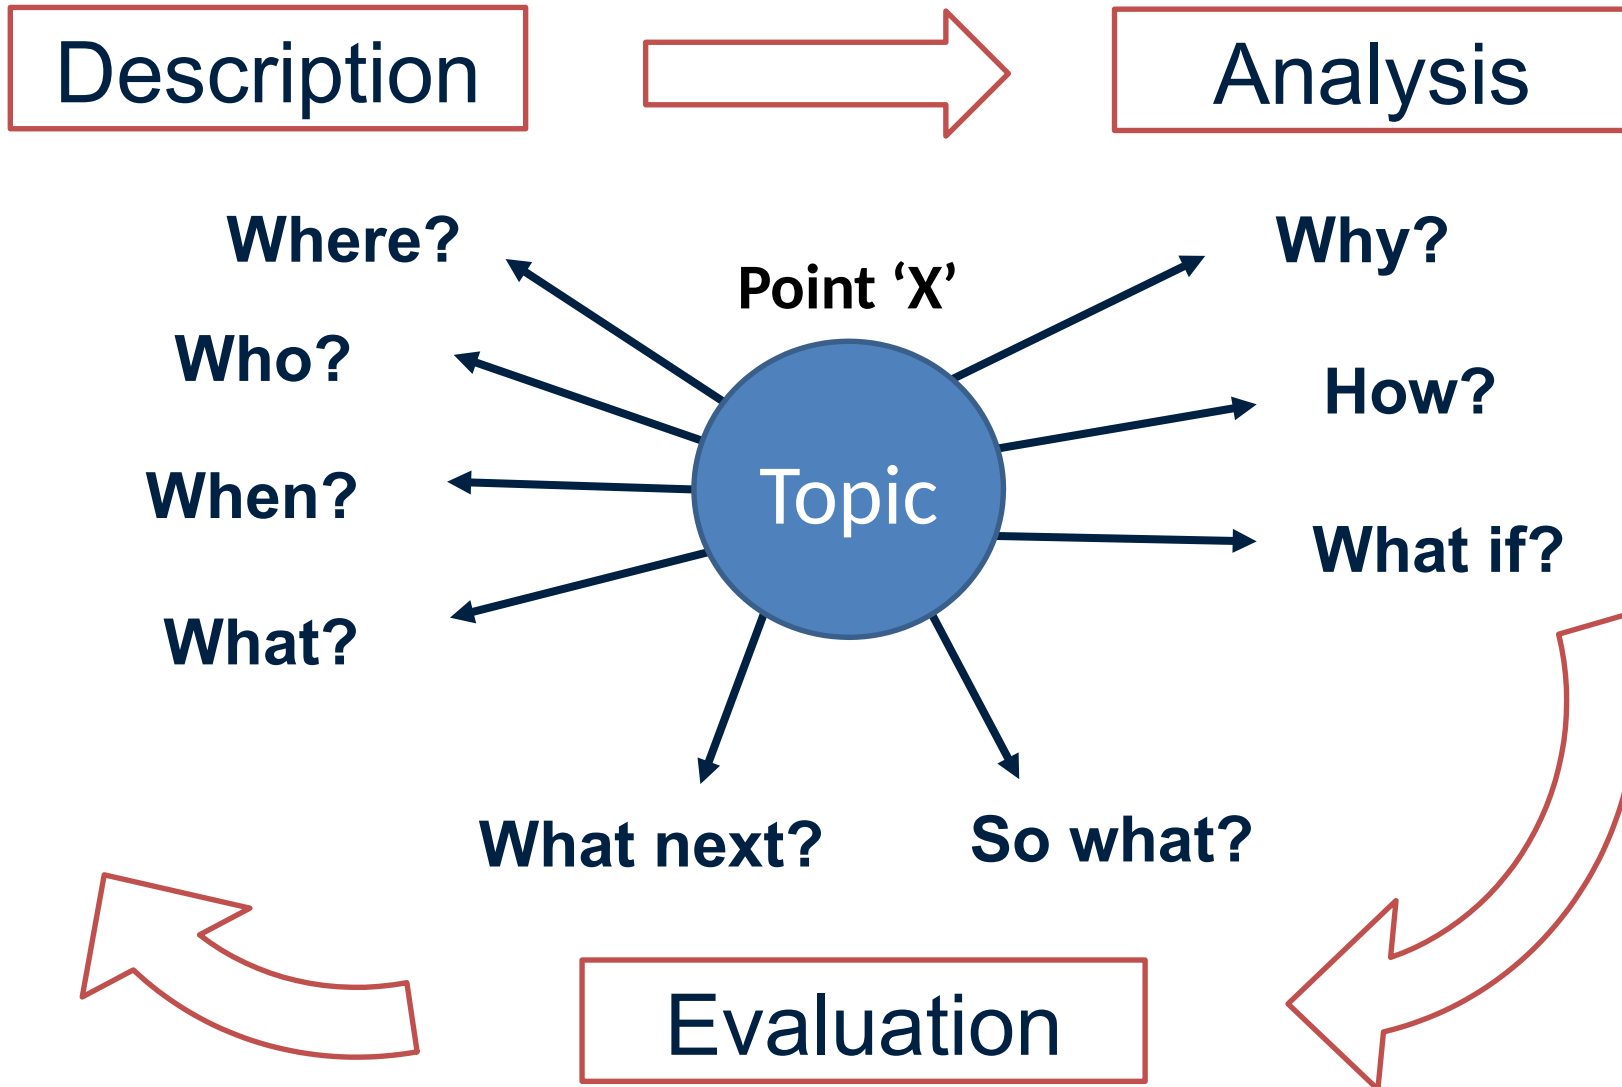 Description
Analysis
Where?
Why?
Point ‘X’
Who?
How?
When?
Topic
What if?
What?
What next?
So what?
Evaluation